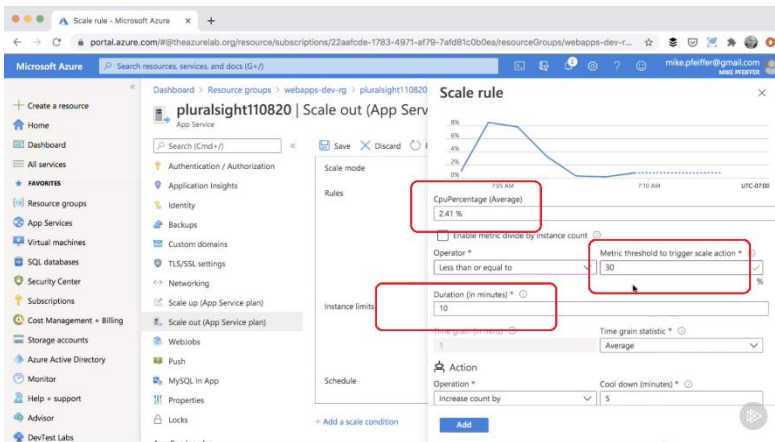 Scale rule - Microsoft Azure
portal.azure.com/#@theazurelab.org/resource/subscriptions/22aafcde-1783-4971-af79-7afd81c0b0ea/resourceGroups/webapps-dev-r...
Microsoft Azure
Search resources, services, and docs (G+/)
mike.pfeiffer@gmail.com
MIKE PFEIFFER
Create a resource
Home
Dashboard
All services
FAVORITES
Resource groups
App Services
Virtual machines
SQL databases
Security Center
Subscriptions
Cost Management + Billing
Storage accounts
Azure Active Directory
Monitor
Help + support
Advisor
DevTest Labs
Dashboard > Resource groups > webapps-dev-rg > pluralsight110820
pluralsight110820 | Scale out (App Serv
App Service
Search (Cmd+/)
Authentication / Authorization
Application Insights
Identity
Backups
Custom domains
TLS/SSL settings
Networking
Scale up (App Service plan)
Scale out (App Service plan)
WebJobs
Push
MySQL In App
Properties
Locks
Save
Discard
Scale mode
Rules
Instance limits
Schedule
+ Add a scale condition
Scale rule
8%
6%
4%
2%
0%
7:05 AM
7:10 AM
UTC-07:00
CpuPercentage (Average)
2.41 %
Enable metric divide by instance count
Operator *
Less than or equal to
Metric threshold to trigger scale action *
30
%
Duration (in minutes) *
10
Time grain (in mins)
1
Time grain statistic *
Average
Action
Operation *
Increase count by
Cool down (minutes) *
5
Add